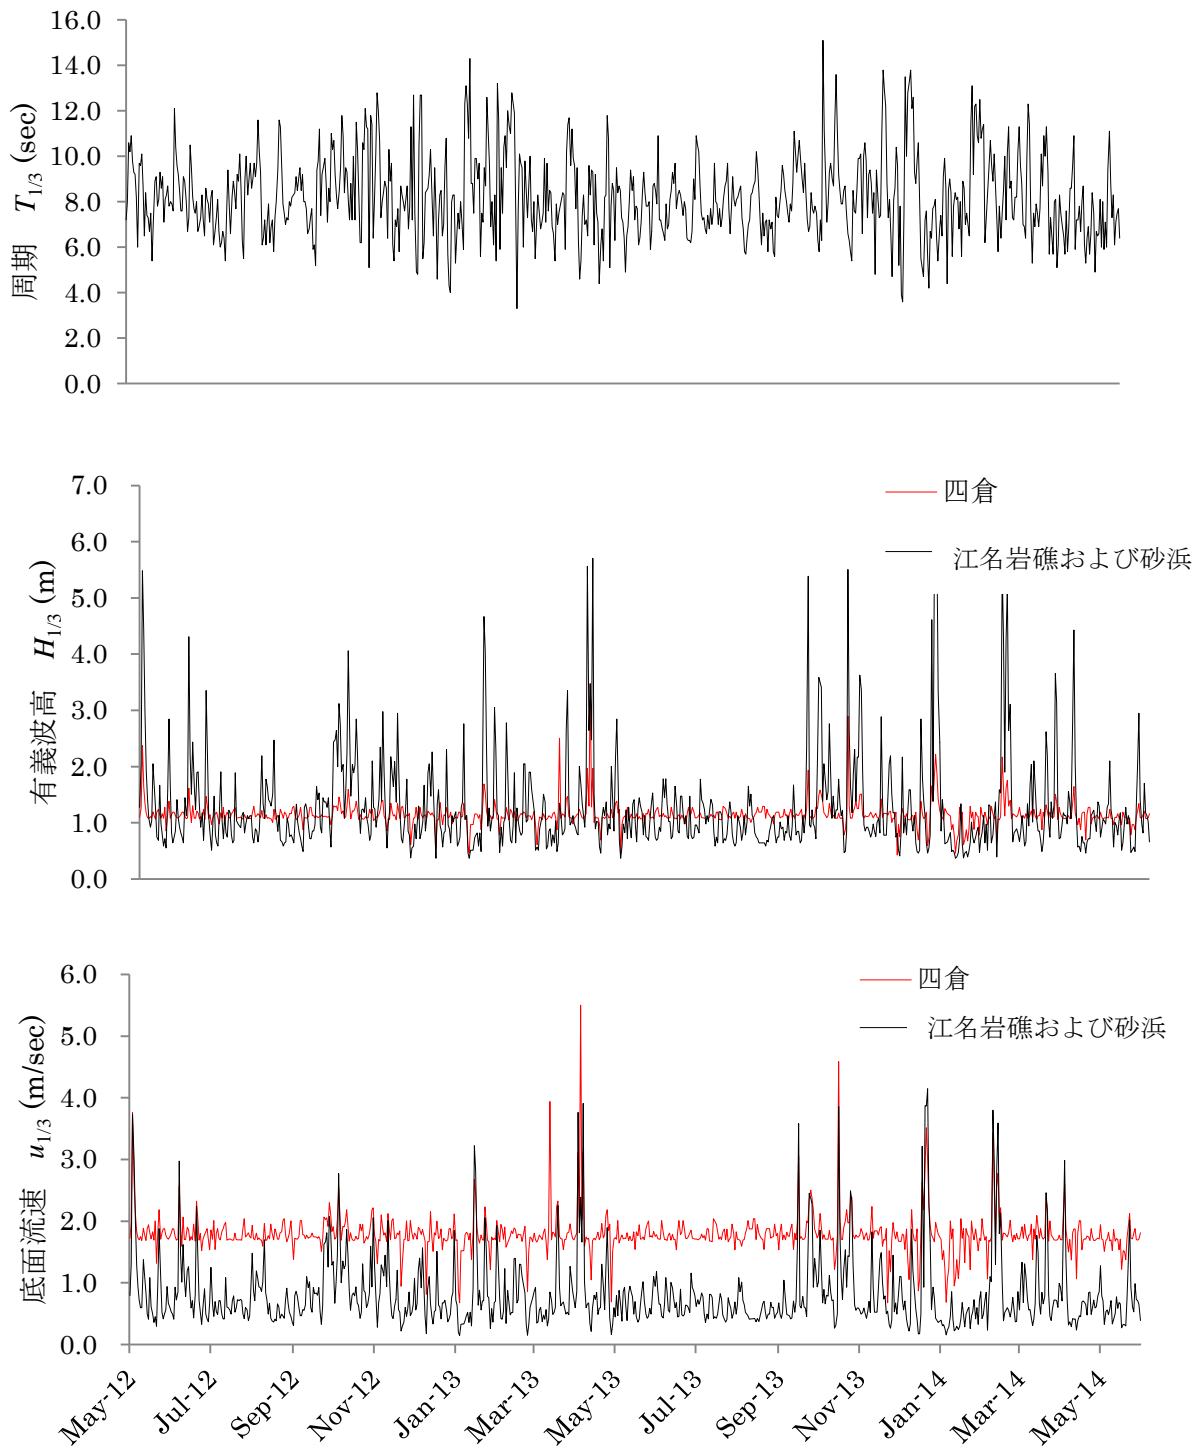 16.0
14.0
12.0
10.0
8.0
6.0
4.0
2.0
0.0
周期 T1/3 (sec)
7.0
6.0
5.0
4.0
3.0
2.0
1.0
0.0
有義波高 H1/3 (m)
四倉
江名岩礁および砂浜
6.0
5.0
4.0
3.0
2.0
1.0
0.0
底面流速 u1/3 (m/sec)
四倉
江名岩礁および砂浜
May-12
Jul-12
Sep-12
Nov-12
Jan-13
Mar-13
May-13
Jul-13
Sep-13
Nov-13
Jan-14
Mar-14
May-14